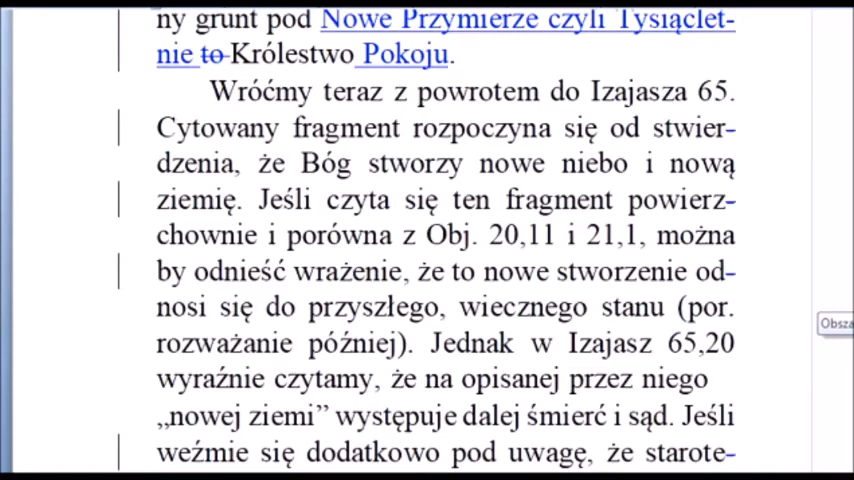 ny grunt pod Nowe Przymierze czyli Tysiąclet-
nie to Królestwo Pokoju.
Wróćmy teraz z powrotem do Izajasza 65.
Cytowany fragment rozpoczyna się od stwier-
dzenia, że Bóg stworzy nowe niebo i nową
ziemię. Jeśli czyta się ten fragment powierz-
chownie i porówna z Obj. 20,11 i 21,1, można
by odnieść wrażenie, że to nowe stworzenie od-
nosi się do przyszłego, wiecznego stanu (por.
rozważanie później). Jednak w Izajasz 65,20
wyraźnie czytamy, że na opisanej przez niego
„nowej ziemi” występuje dalej śmierć i sąd. Jeśli
weźmie się dodatkowo pod uwagę, że starote-
Obsza